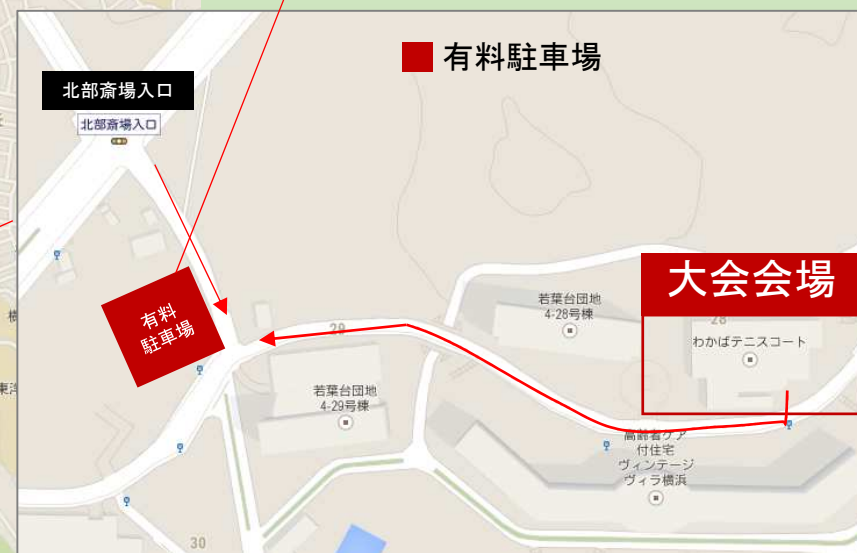 有料駐車場
北部斎場入口
北部斎場入口
有料
駐車場
大会会場
28
わかばテニスコート
若葉台団地
4-28号棟
29
若葉台団地
4-29号棟
高齢者ケア
付住宅
ヴィンテージ
ヴィラ横浜
30